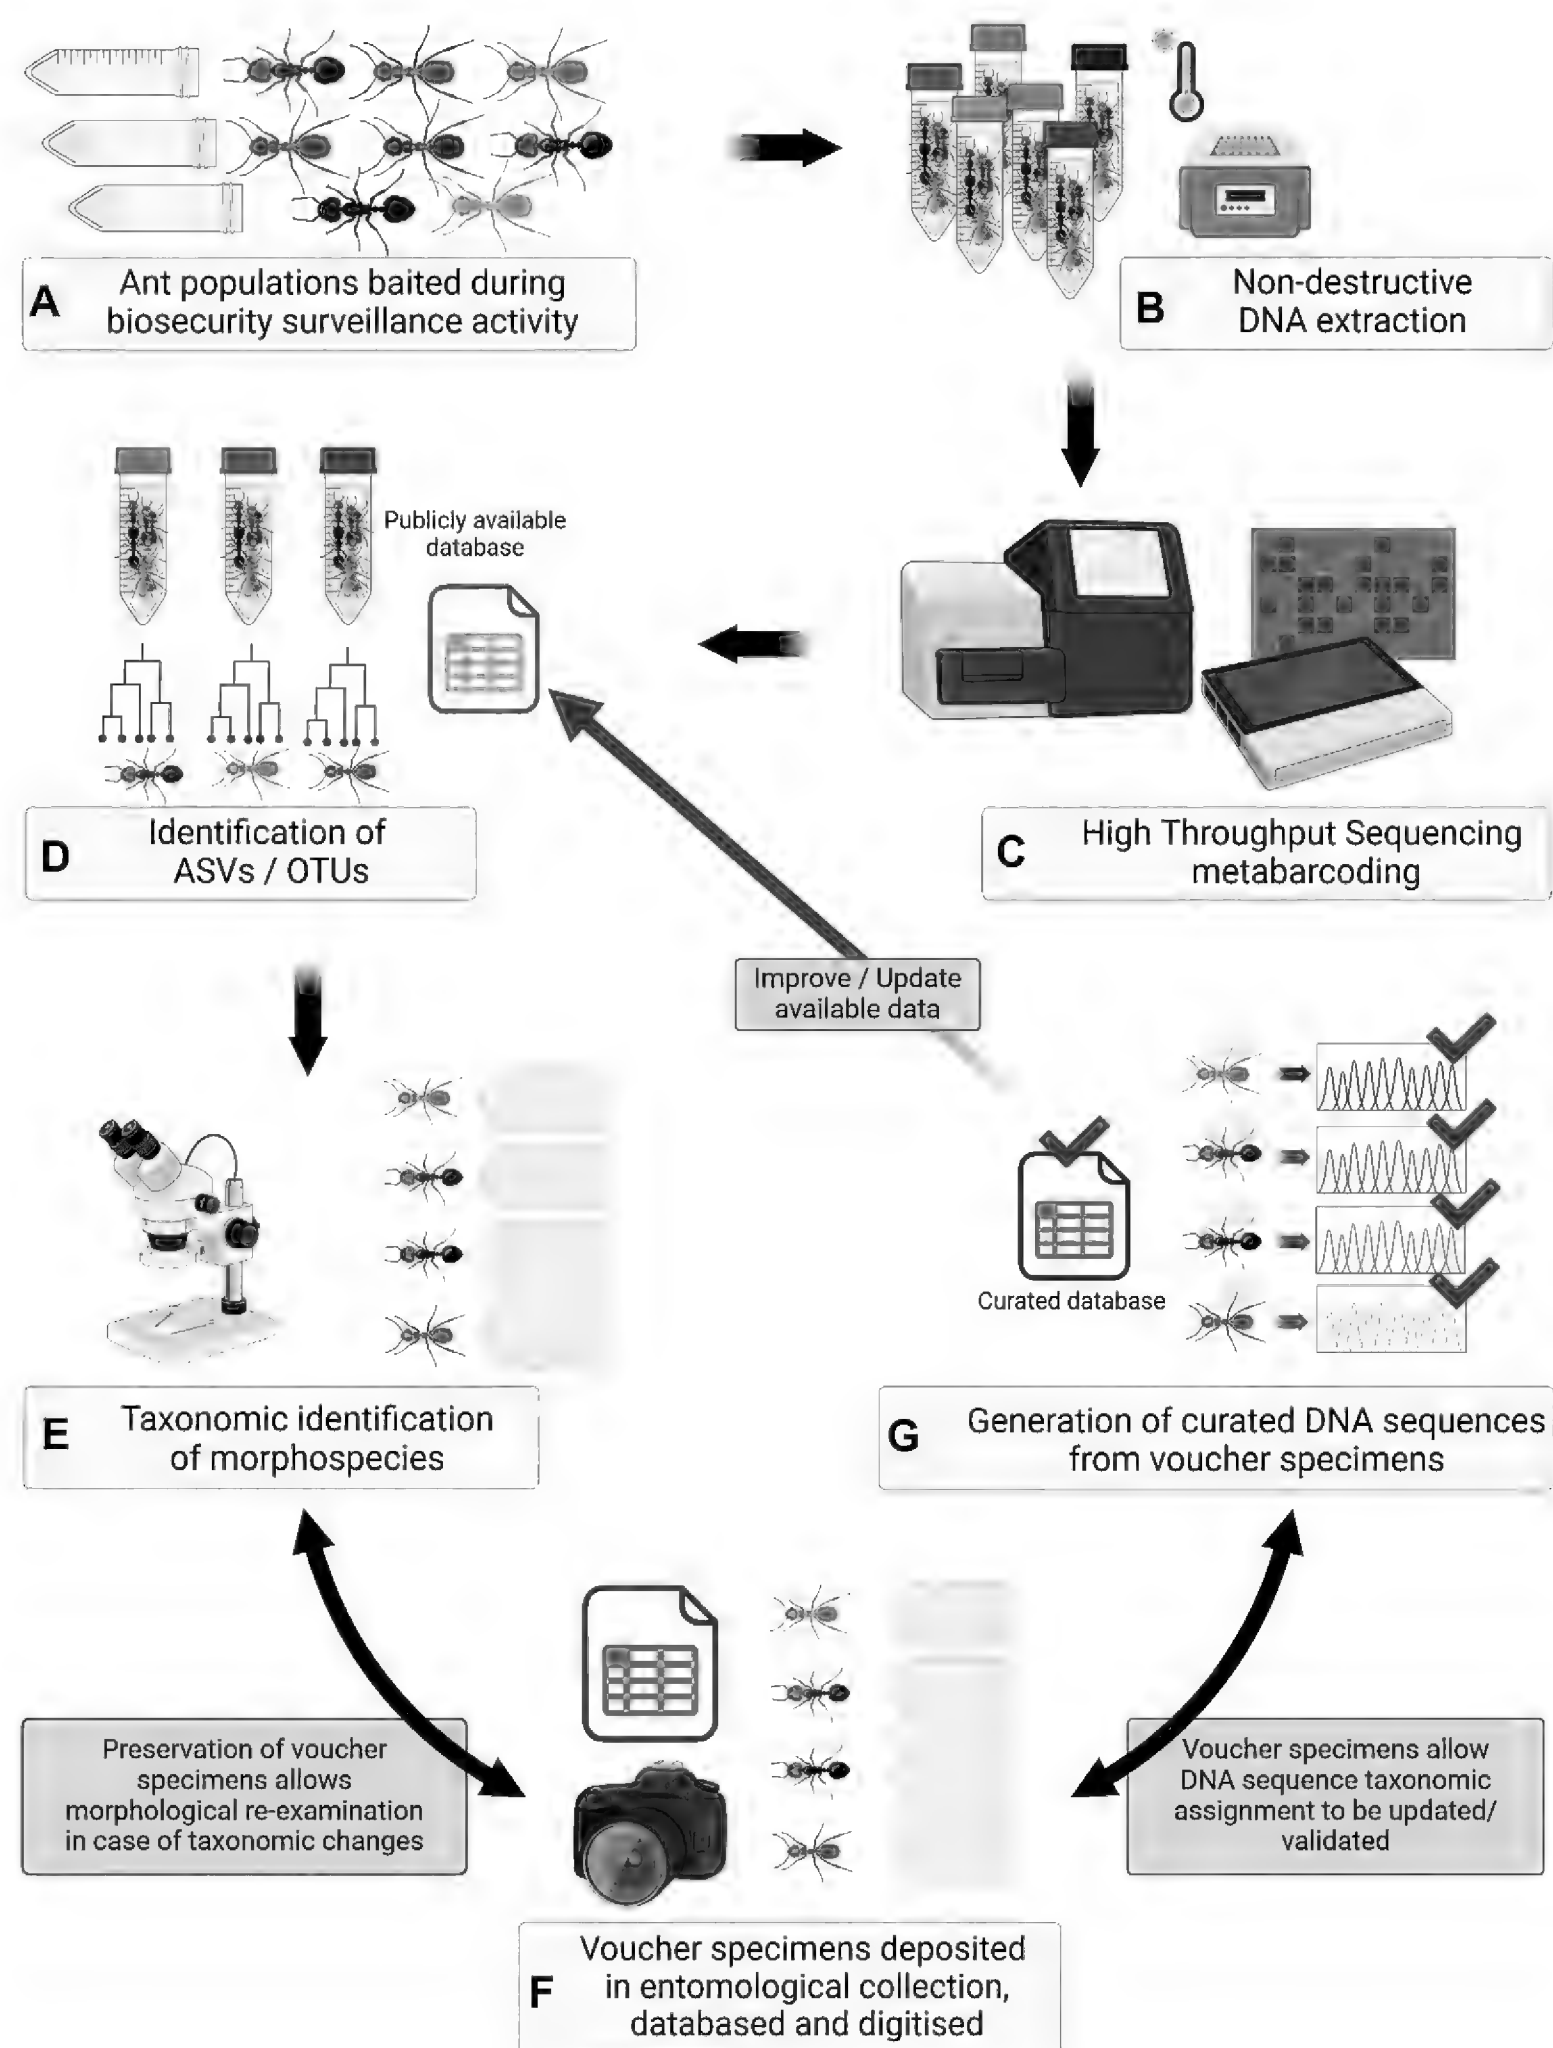 A
Ant populations baited during
biosecurity surveillance activity
B
Non-destructive
DNA extraction
Publicly available
database
D
Identification of
ASVs / OTUs
C
High Throughput Sequencing
metabarcoding
Improve / Update
available data
Curated database
E
Taxonomic identification
of morphospecies
G
Generation of curated DNA sequences
from voucher specimens
Preservation of voucher
specimens allows
morphological re-examination
in case of taxonomic changes
Voucher specimens allow
DNA sequence taxonomic
assignment to be updated/
validated
F
Voucher specimens deposited
in entomological collection,
databased and digitised